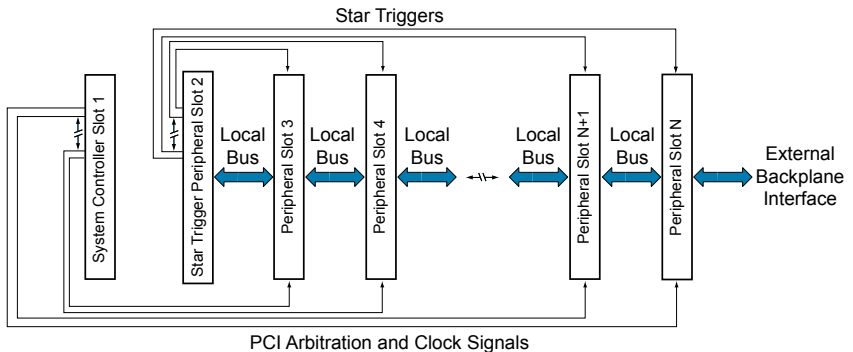 Star Triggers
System Controller Slot 1
Star Trigger Peripheral Slot 2
Local
Bus
Peripheral Slot 3
Local
Bus
Peripheral Slot 4
Local
Bus
Local
Bus
Peripheral Slot N+1
Local
Bus
Peripheral Slot N
External
Backplane
Interface
PCI Arbitration and Clock Signals